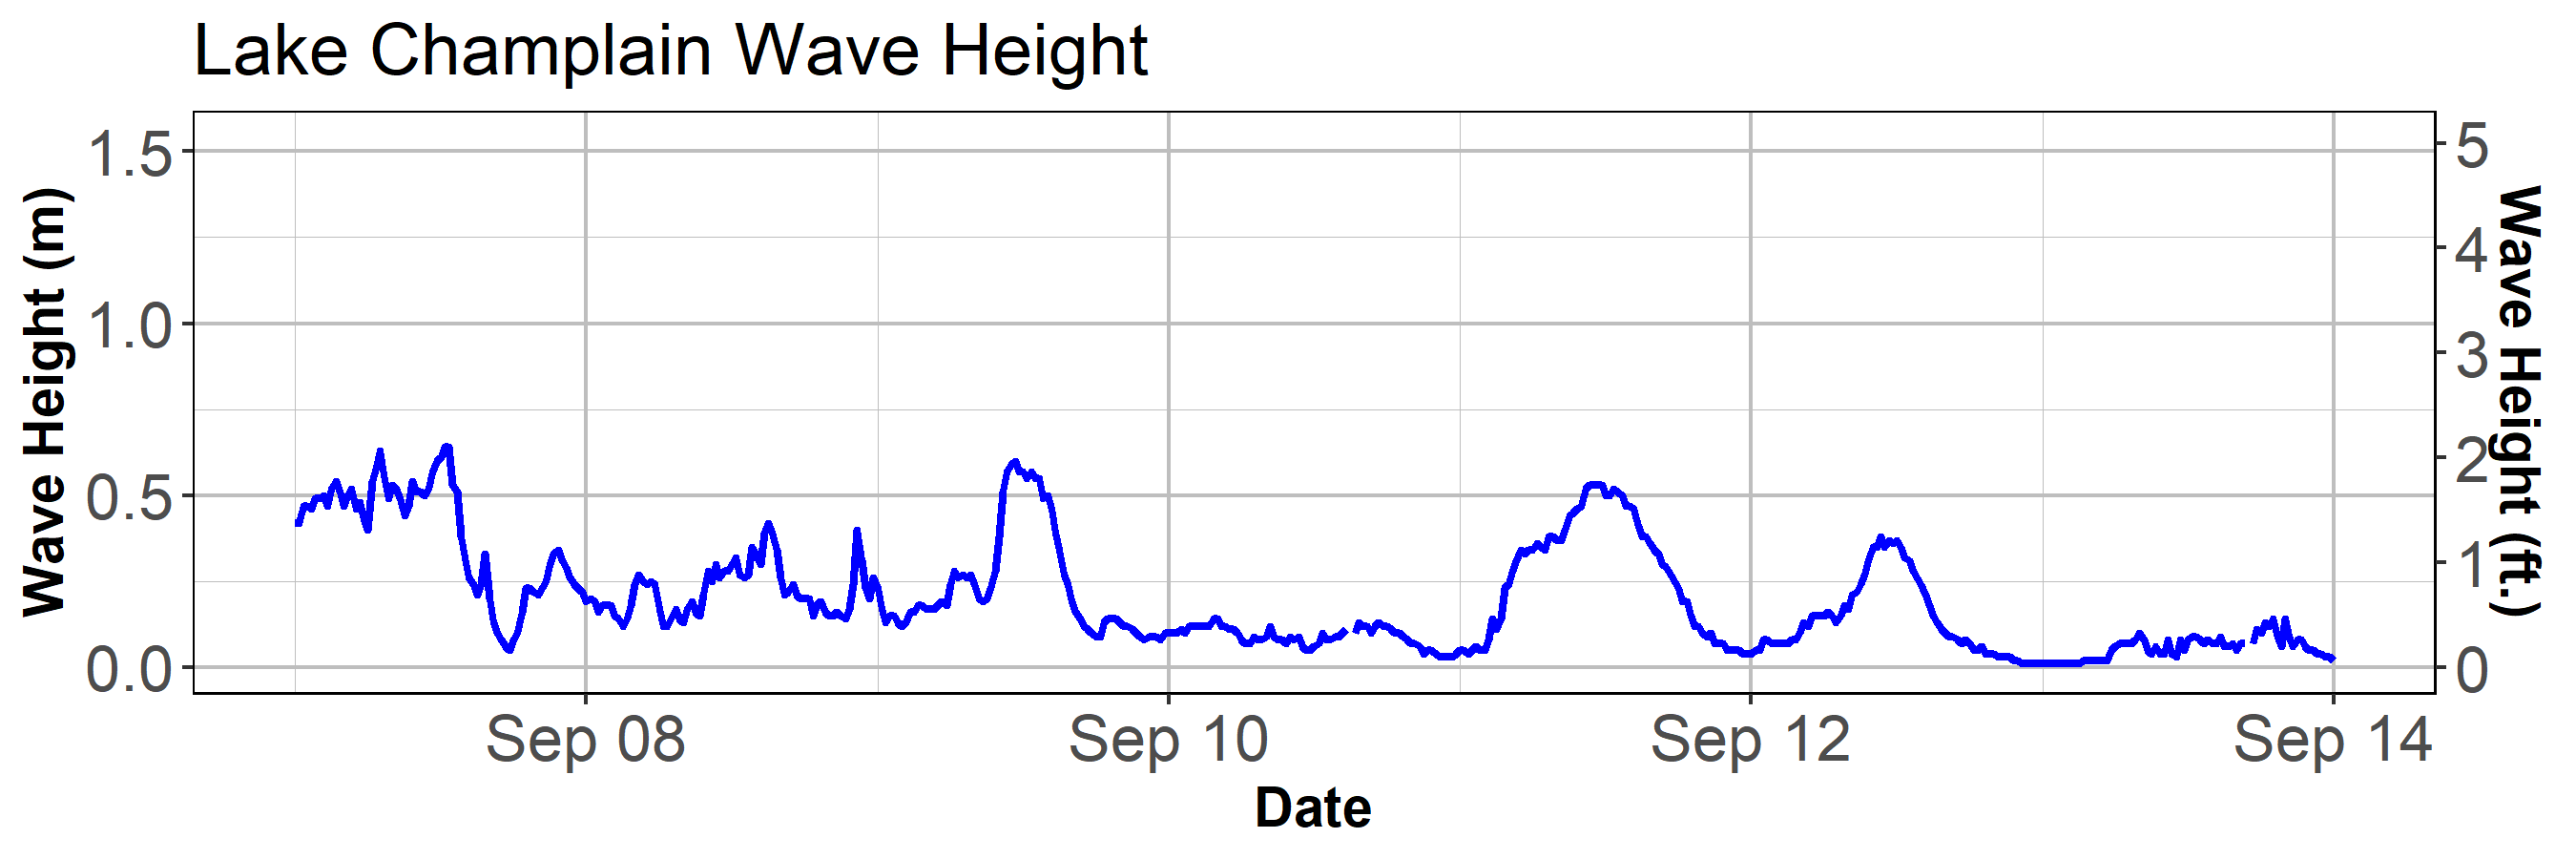 Lake Champlain Wave Height
Wave Height (m)
1.5
1.0
0.5
0.0
5
4
3
2
1
0
Wave Height (ft.)
Sep 08
Sep 10
Sep 12
Sep 14
Date